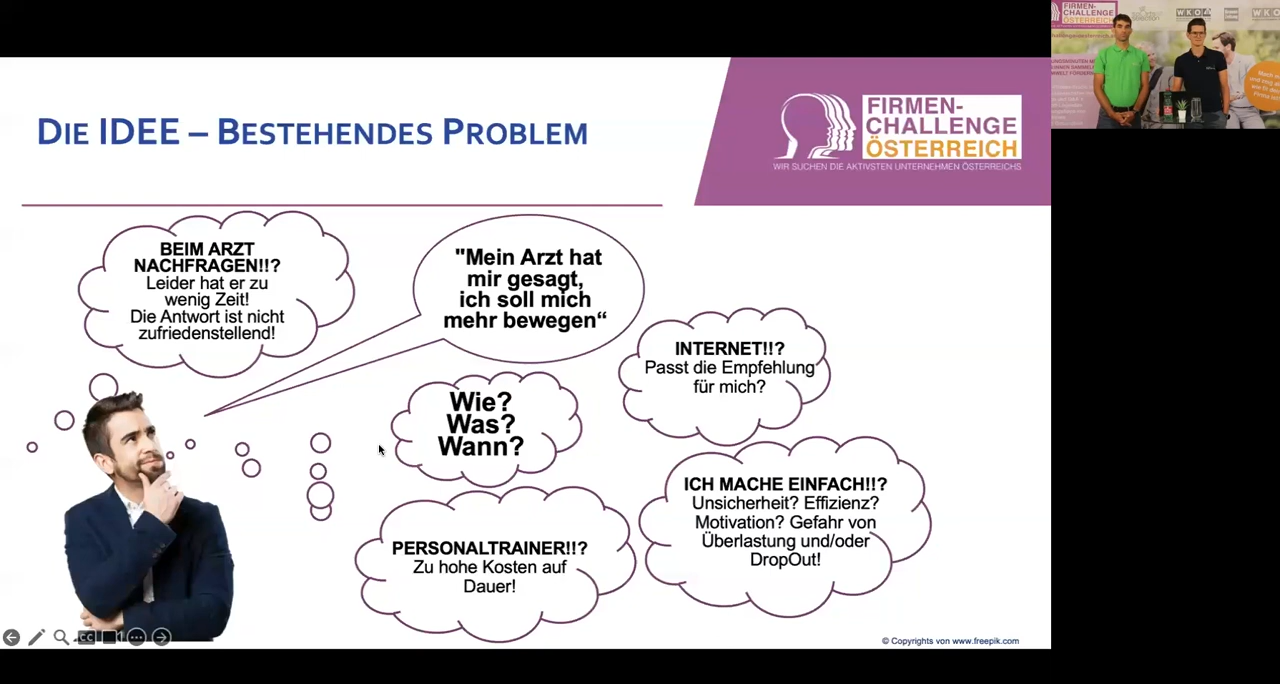 DIE IDEE – BESTEHENDES PROBLEM
FIRMEN-
CHALLENGE
ÖSTERREICH
WIR SUCHEN DIE AKTIVSTEN UNTERNEHMEN ÖSTERREICHS
BEIM ARZT
NACHFRAGEN!!?
Leider hat er zu
wenig Zeit!
Die Antwort ist nicht
zufriedenstellend!
"Mein Arzt hat
mir gesagt,
ich soll mich
mehr bewegen“
INTERNET!!?
Passt die Empfehlung
für mich?
Wie?
Was?
Wann?
ICH MACHE EINFACH!!?
Unsicherheit? Effizienz?
Motivation? Gefahr von
Überlastung und/oder
DropOut!
PERSONALTRAINER!!?
Zu hohe Kosten auf
Dauer!
© Copyrights von www.freepik.com
FIRMEN-
CHALLENGE
ÖSTERREICH
WKO
WKO